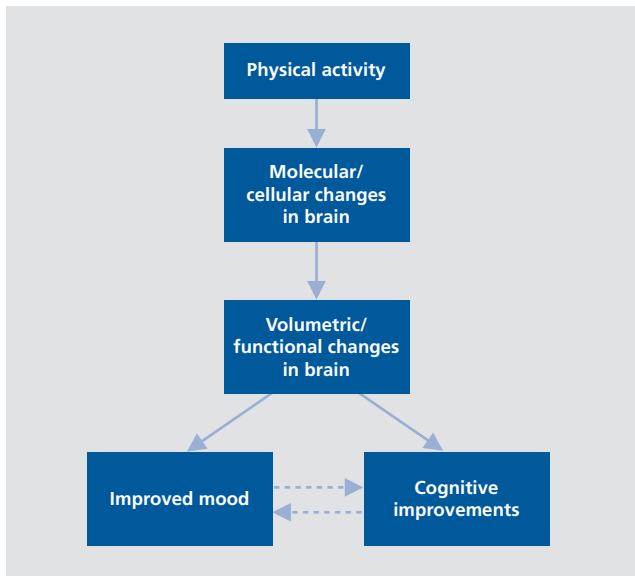 Physical activity
Molecular/
cellular changes
in brain
Volumetric/
functional changes
in brain
Improved mood
Cognitive
improvements